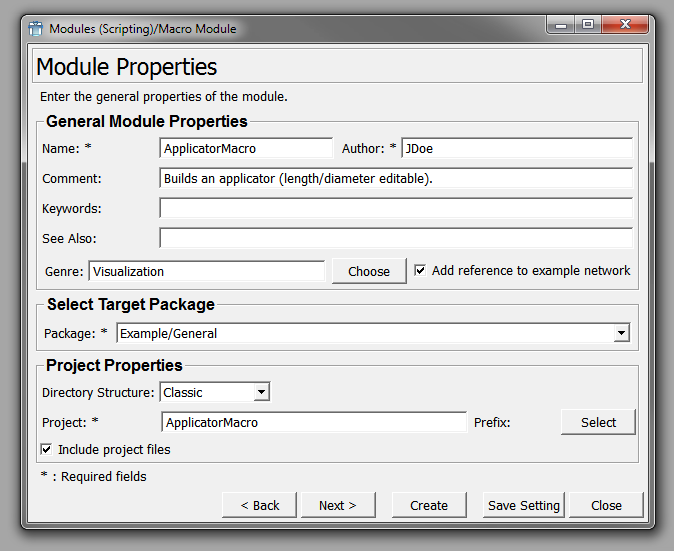 Modules (Scripting)/Macro Module
Module Properties
Enter the general properties of the module.
General Module Properties
Name: * ApplicatorMacro Author: * JDoe
Comment: Builds an applicator (length/diameter editable).
Keywords:
See Also:
Genre: Visualization Choose Add reference to example network
Select Target Package
Package: * Example/General
Project Properties
Directory Structure: Classic
Project: * ApplicatorMacro Prefix: Select
Include project files
* : Required fields
< Back Next > Create Save Setting Close